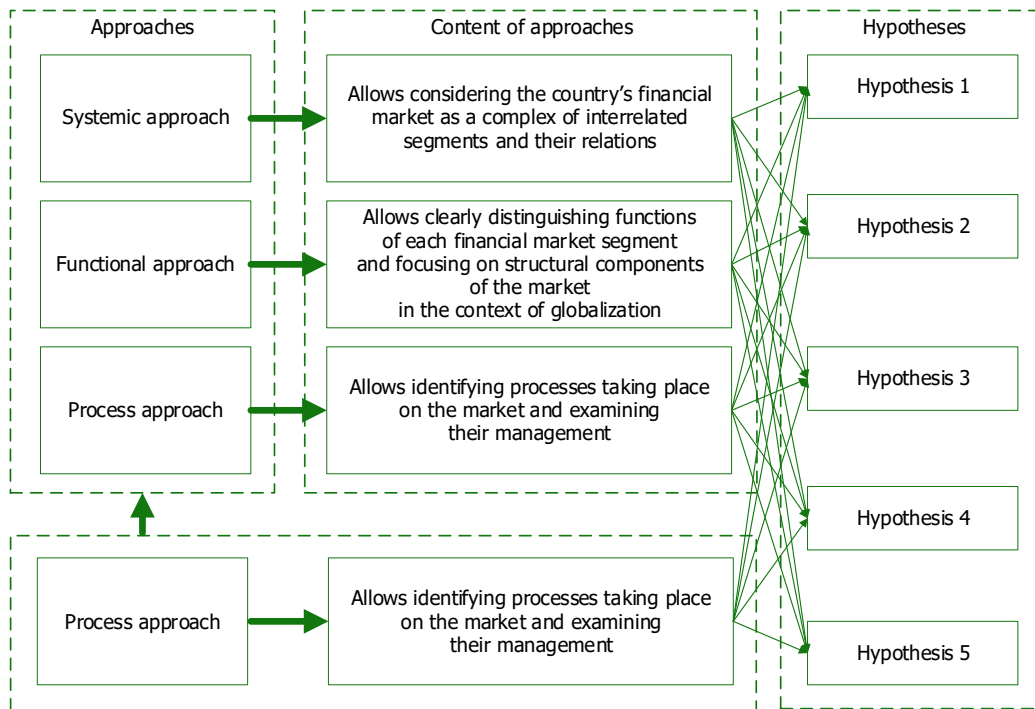 Approaches
Content of approaches
Hypotheses
Systemic approach
Allows considering the country’s financial
market as a complex of interrelated
segments and their relations
Hypothesis 1
Functional approach
Allows clearly distinguishing functions
of each financial market segment
and focusing on structural components
of the market
in the context of globalization
Hypothesis 2
Process approach
Allows identifying processes taking place
on the market and examining
their management
Hypothesis 3
Hypothesis 4
Process approach
Allows identifying processes taking place
on the market and examining
their management
Hypothesis 5